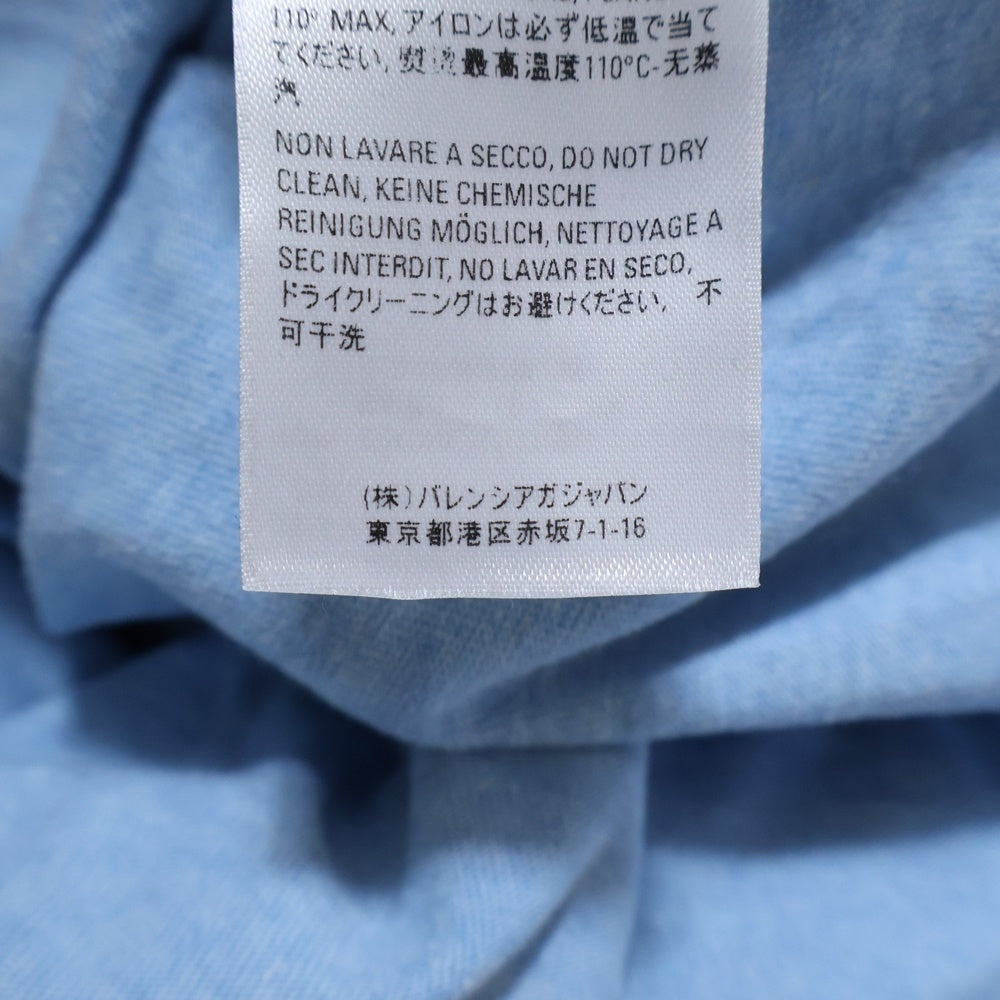 110° MAX, アイロンは必ず低温で当て
てください, 熨烫最高温度110°C-无蒸
汽
NON LAVARE A SECCO, DO NOT DRY
CLEAN, KEINE CHEMISCHE
REINIGUNG MÖGLICH, NETTOYAGE A
SEC INTERDIT, NO LAVAR EN SECO,
ドライクリーニングはお避けください, 不
可干洗
(株)バレンシアガジャパン
東京都港区赤坂7-1-16